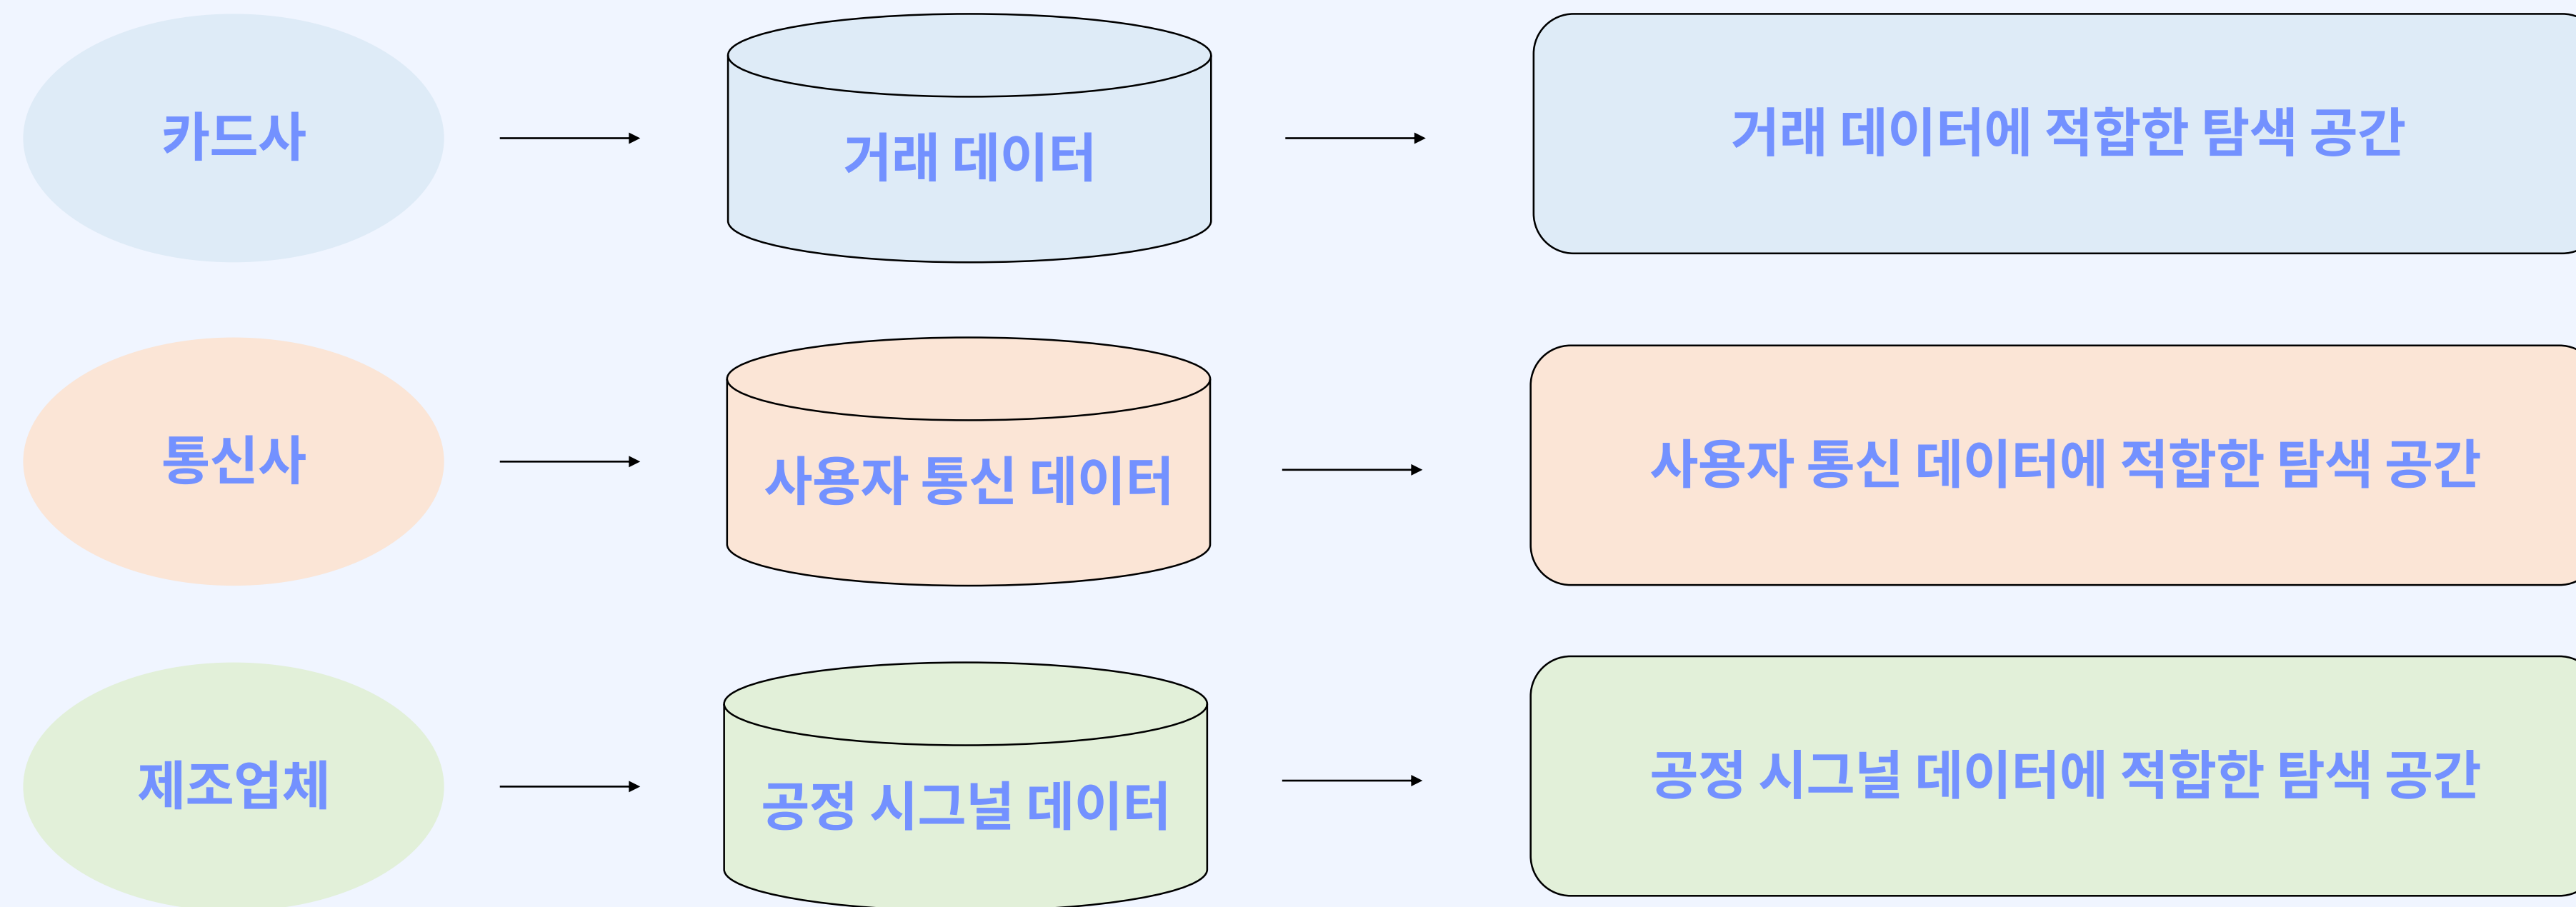 카드사
거래 데이터
거래 데이터에 적합한 탐색 공간
통신사
사용자 통신 데이터
사용자 통신 데이터에 적합한 탐색 공간
제조업체
공정 시그널 데이터
공정 시그널 데이터에 적합한 탐색 공간